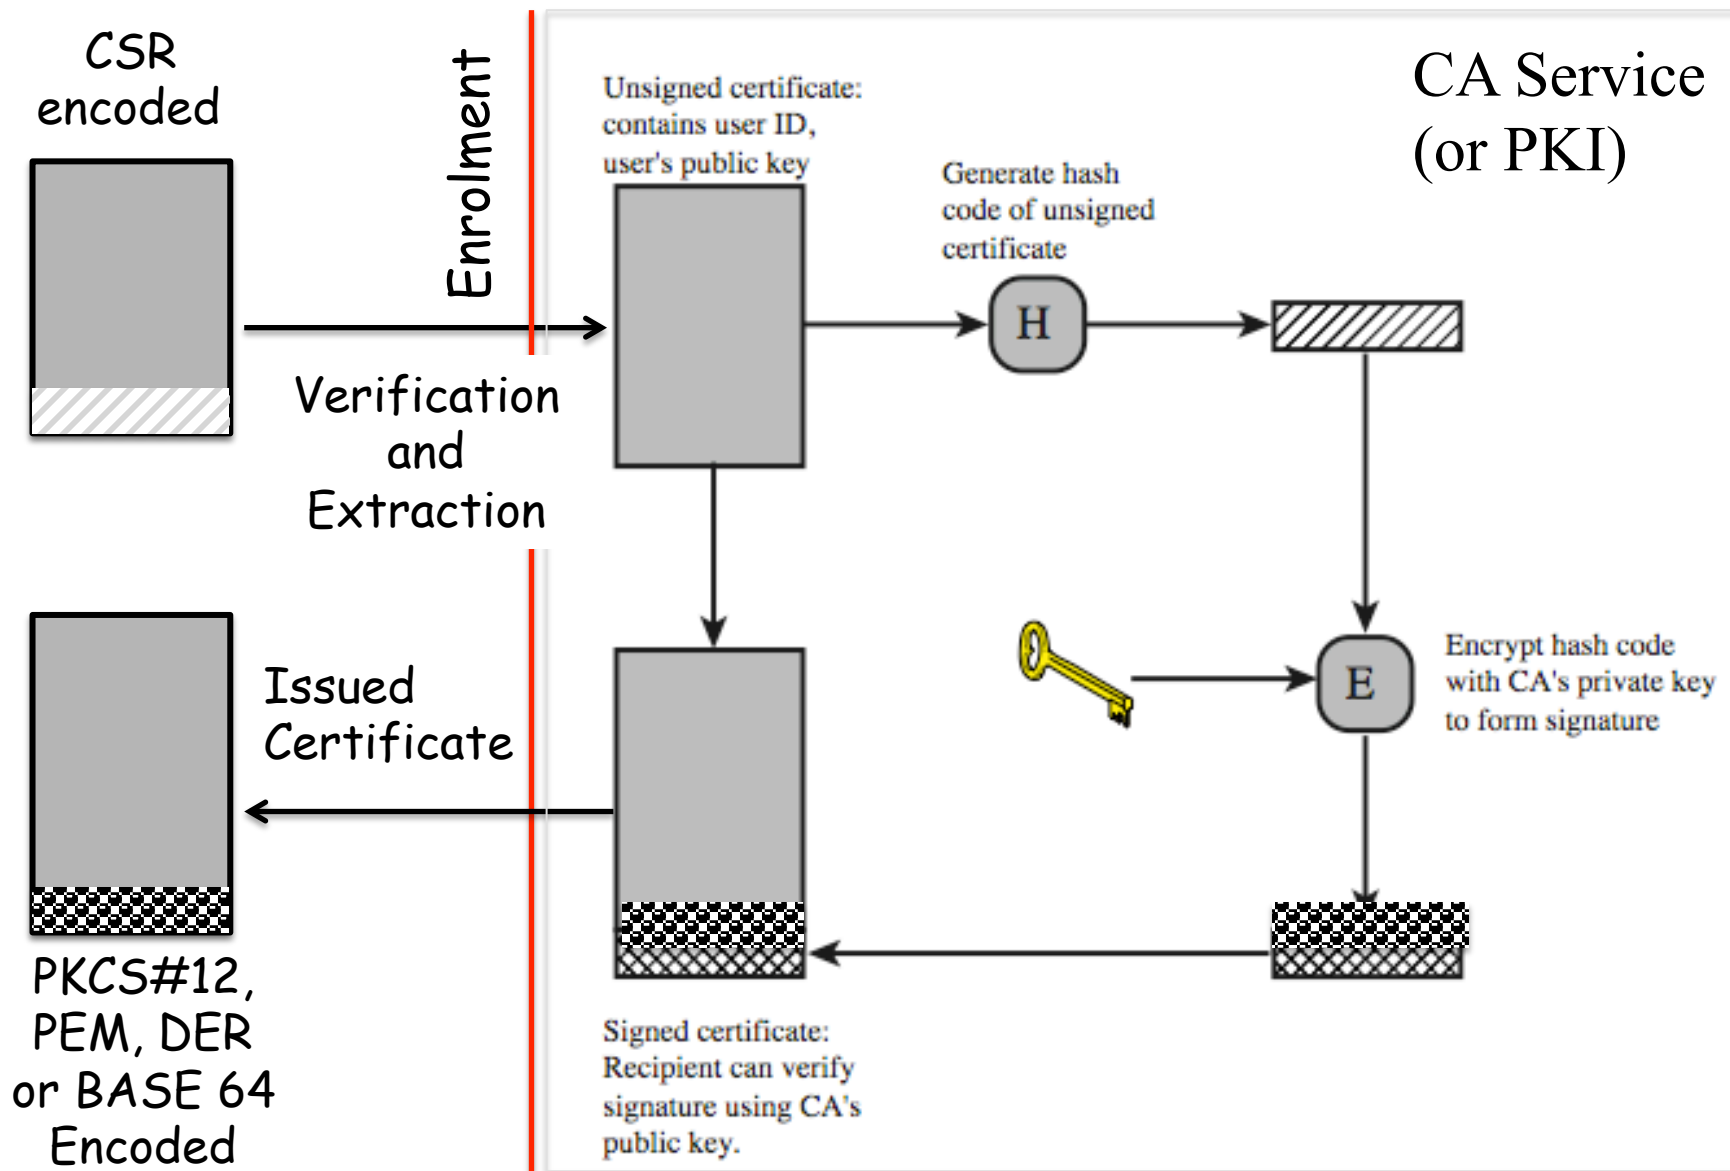 CSR
encoded
Enrolment
Unsigned certificate:
contains user ID,
user's public key
CA Service
(or PKI)
Generate hash
code of unsigned
certificate
H
Verification
and
Extraction
Issued
Certificate
E
Encrypt hash code
with CA's private key
to form signature
PKCS#12,
PEM, DER
or BASE 64
Encoded
Signed certificate:
Recipient can verify
signature using CA's
public key.